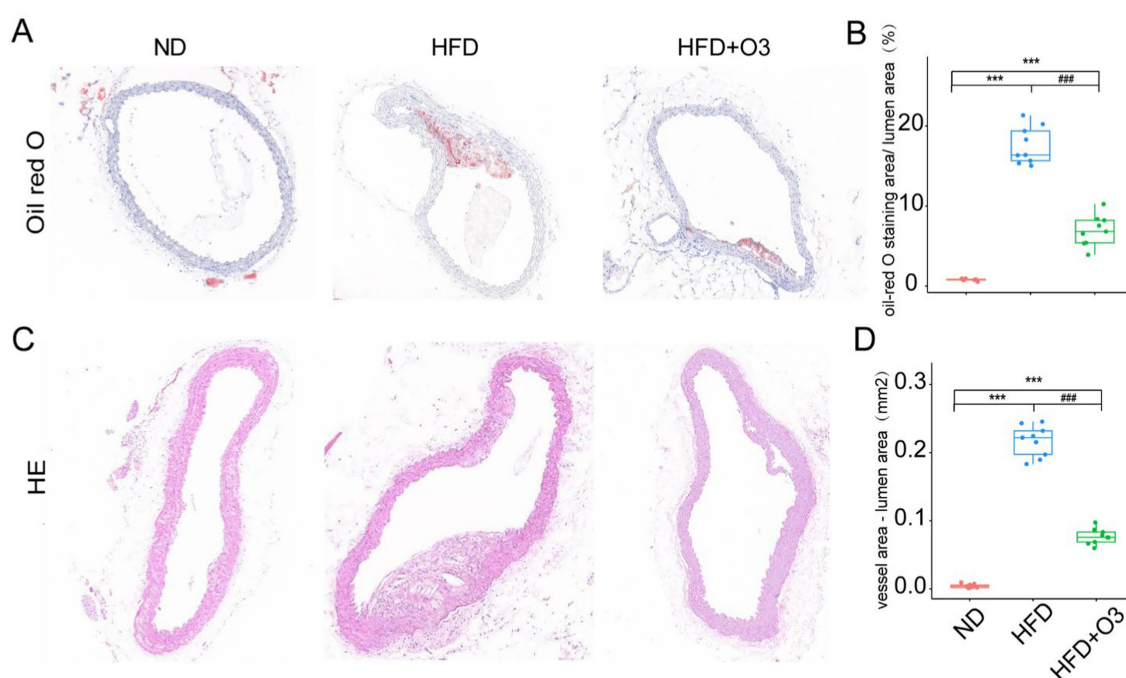 A
ND
HFD
HFD+O3
Oil red O
B
oil-red O staining area/ lumen area (%)
***
*** ###
20
10
0
C
HE
D
vessel area - lumen area (mm2)
***
*** ###
0.3
0.2
0.1
0.0
ND
HFD
HFD+O3